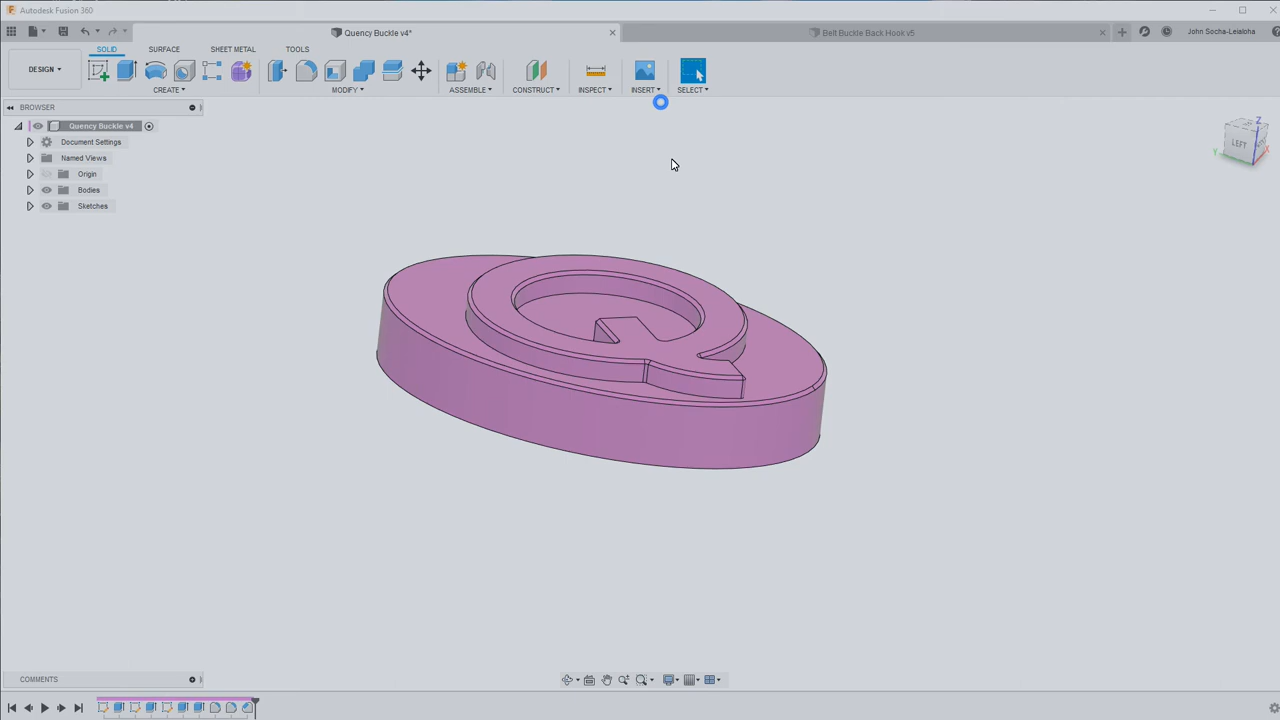 Autodesk Fusion 360
Quency Buckle v4*
Belt Buckle Back Hook v5
John Socha-Leialoha
SOLID
SURFACE
SHEET METAL
TOOLS
DESIGN
CREATE
MODIFY
ASSEMBLE
CONSTRUCT
INSPECT
INSERT
SELECT
BROWSER
Quency Buckle v4
Document Settings
Named Views
Origin
Bodies
Sketches
Z
LEFT
Y
X
Q
COMMENTS